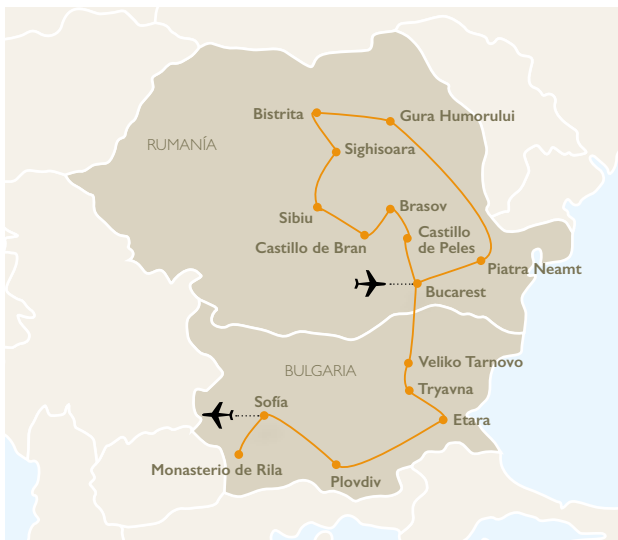 Bistrita
Gura Humorului
RUMANÍA
Sighisoara
Brasov
Sibiu
Castillo
de Peles
Castillo de Bran
Piatra Neamt
Bucarest
Veliko Tarnovo
BULGARIA
Tryavna
Sofía
Etara
Monasterio de Rila
Plovdiv